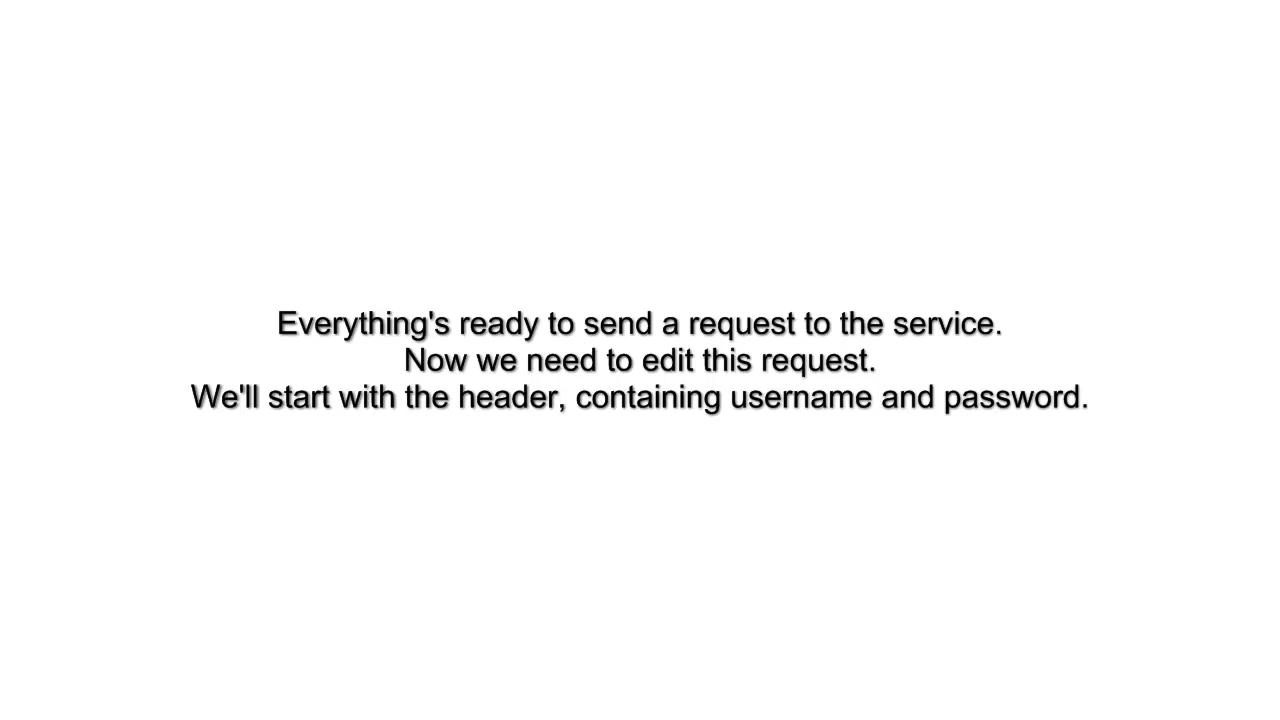 Everything's ready to send a request to the service.
Now we need to edit this request.
We'll start with the header, containing username and password.